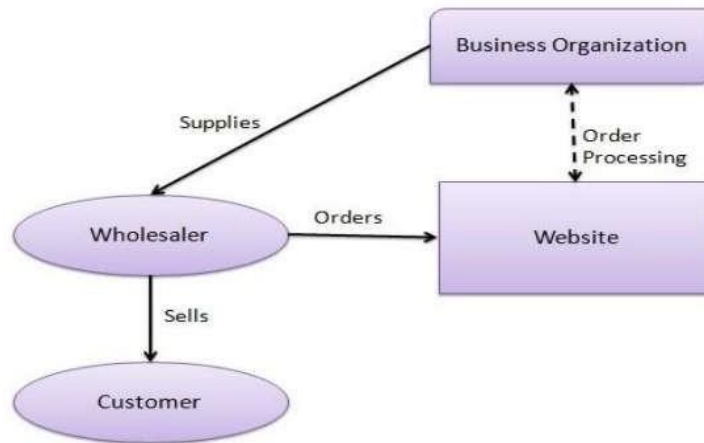 Business Organization
Supplies
Order
Processing
Wholesaler
Orders
Website
Sells
Customer